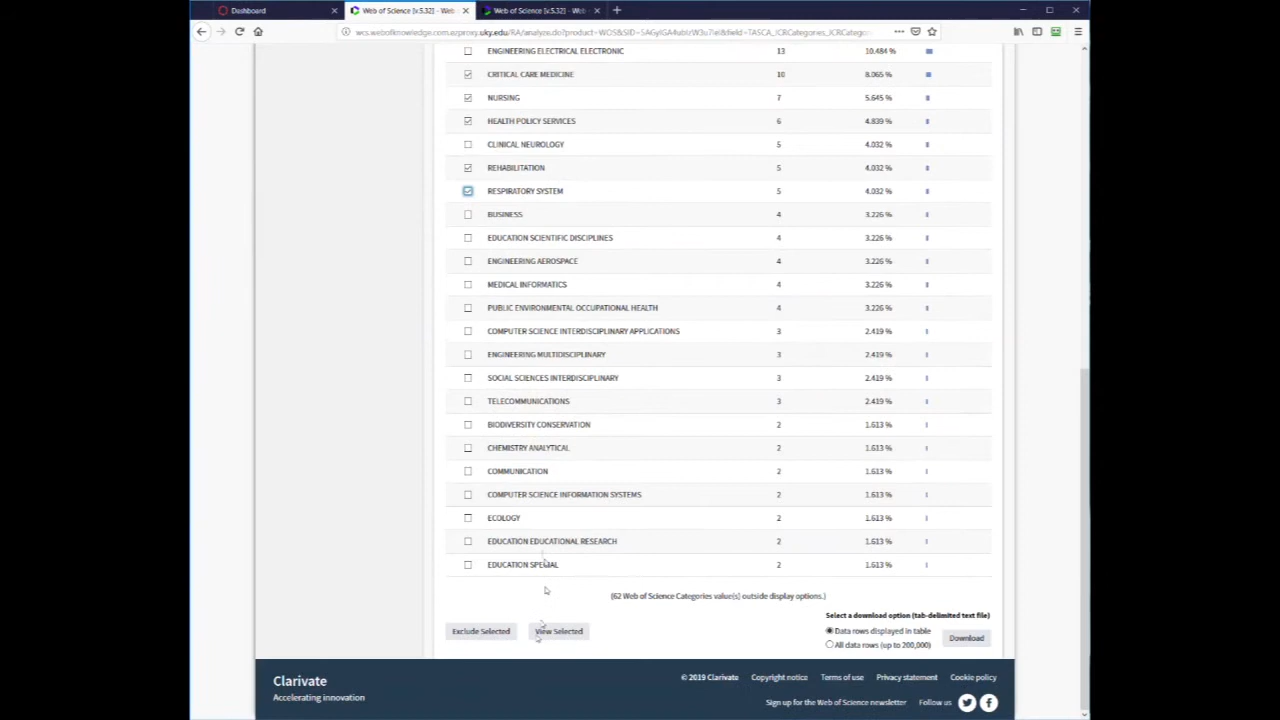 Dashboard
Web of Science [v.5.32] - Web
Web of Science [v.5.32] - Web
ENGINEERING ELECTRICAL ELECTRONIC 13 10.484 %
CRITICAL CARE MEDICINE 10 8.065 %
NURSING 7 5.645 %
HEALTH POLICY SERVICES 6 4.839 %
CLINICAL NEUROLOGY 5 4.032 %
REHABILITATION 5 4.032 %
RESPIRATORY SYSTEM 5 4.032 %
BUSINESS 4 3.226 %
EDUCATION SCIENTIFIC DISCIPLINES 4 3.226 %
ENGINEERING AEROSPACE 4 3.226 %
MEDICAL INFORMATICS 4 3.226 %
PUBLIC ENVIRONMENTAL OCCUPATIONAL HEALTH 4 3.226 %
COMPUTER SCIENCE INTERDISCIPLINARY APPLICATIONS 3 2.419 %
ENGINEERING MULTIDISCIPLINARY 3 2.419 %
SOCIAL SCIENCES INTERDISCIPLINARY 3 2.419 %
TELECOMMUNICATIONS 3 2.419 %
BIODIVERSITY CONSERVATION 2 1.613 %
CHEMISTRY ANALYTICAL 2 1.613 %
COMMUNICATION 2 1.613 %
COMPUTER SCIENCE INFORMATION SYSTEMS 2 1.613 %
ECOLOGY 2 1.613 %
EDUCATION EDUCATIONAL RESEARCH 2 1.613 %
EDUCATION SPECIAL 2 1.613 %
(62 Web of Science Categories value(s) outside display options.)
Select a download option (tab-delimited text file)
Exclude Selected View Selected Data rows displayed in table Download
All data rows (up to 200,000)
Clarivate
Accelerating innovation
© 2019 Clarivate Copyright notice Terms of use Privacy statement Cookie policy
Sign up for the Web of Science newsletter Follow us